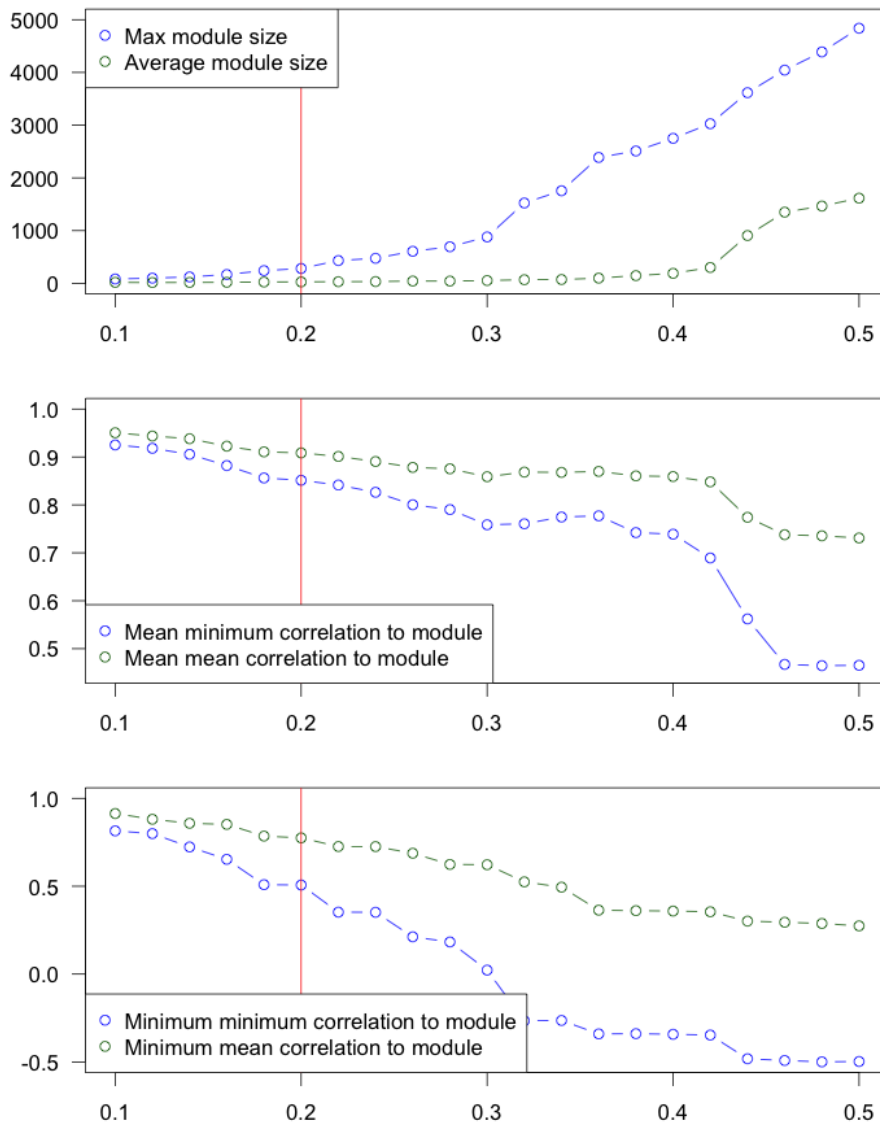 Max module size
Average module size
5000
4000
3000
2000
1000
0
0.1 0.2 0.3 0.4 0.5
1.0
0.9
0.8
0.7
0.6
0.5
Mean minimum correlation to module
Mean mean correlation to module
0.1 0.2 0.3 0.4 0.5
1.0
0.5
0.0
-0.5
Minimum minimum correlation to module
Minimum mean correlation to module
0.1 0.2 0.3 0.4 0.5